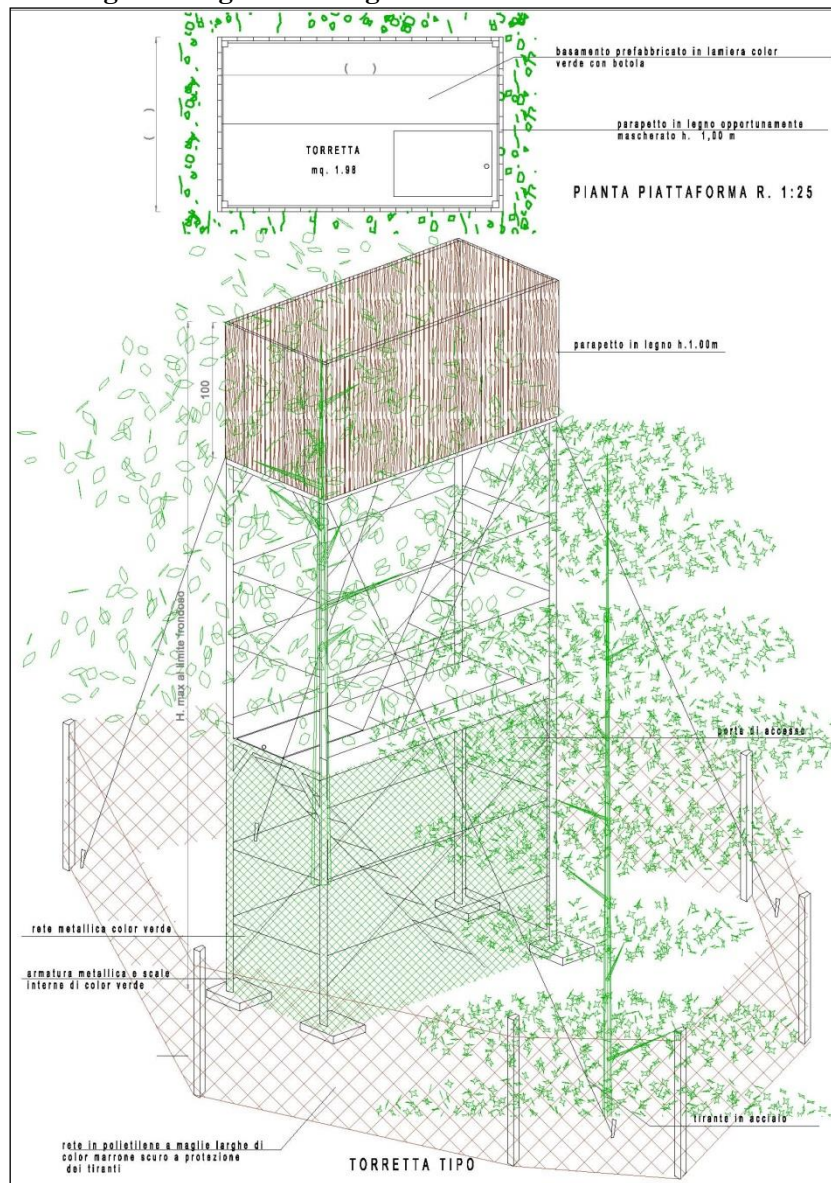 basamento prefabbricato in lamiera color
verde con botola
( )
( )
parapetto in legno opportunamente
mascherato h. 1,00 m
TORRETTA
mq. 1.98
PIANTA PIATTAFORMA R. 1:25
parapetto in legno h.1.00m
100
H. max al limite frondoso
porta di accesso
rete metallica color verde
armatura metallica e scale
interne di color verde
tirante in acciaio
rete in polietilene a maglie larghe di
color marrone scuro a protezione
dei tiranti
TORRETTA TIPO